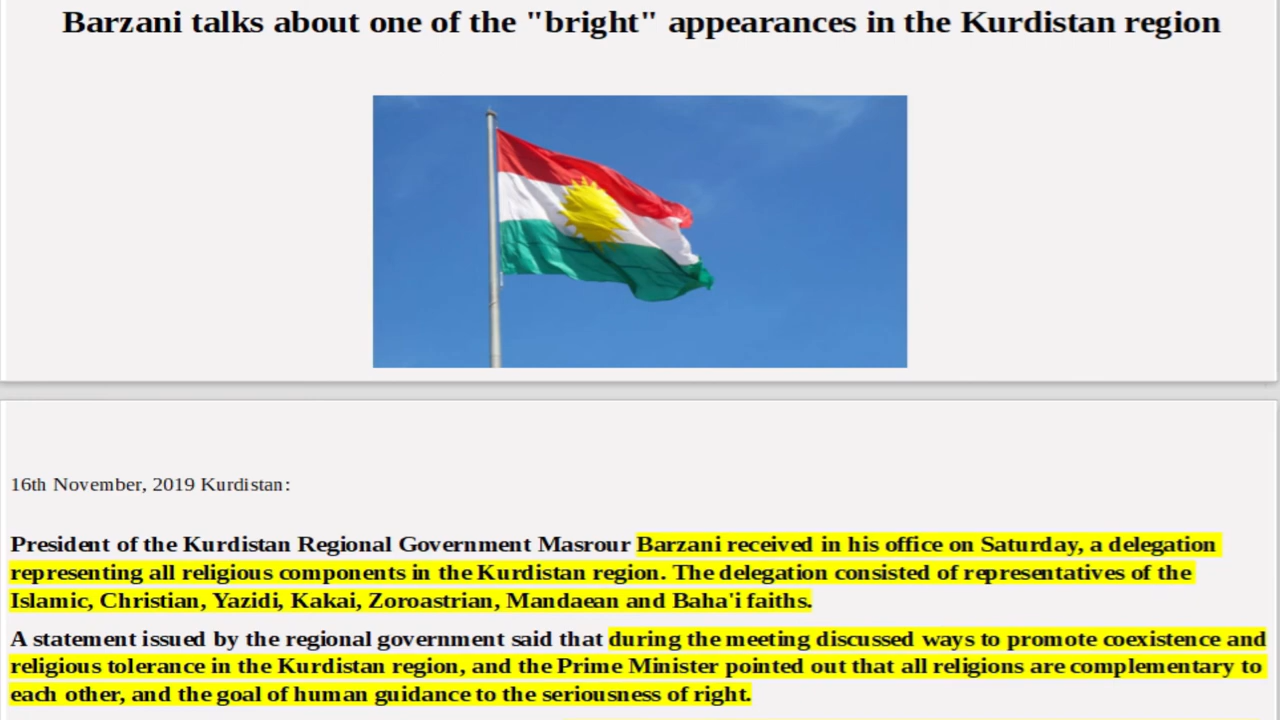 Barzani talks about one of the "bright" appearances in the Kurdistan region
16th November, 2019 Kurdistan:
President of the Kurdistan Regional Government Masrour Barzani received in his office on Saturday, a delegation
representing all religious components in the Kurdistan region. The delegation consisted of representatives of the
Islamic, Christian, Yazidi, Kakai, Zoroastrian, Mandaean and Baha'i faiths.
A statement issued by the regional government said that during the meeting discussed ways to promote coexistence and
religious tolerance in the Kurdistan region, and the Prime Minister pointed out that all religions are complementary to
each other, and the goal of human guidance to the seriousness of right.